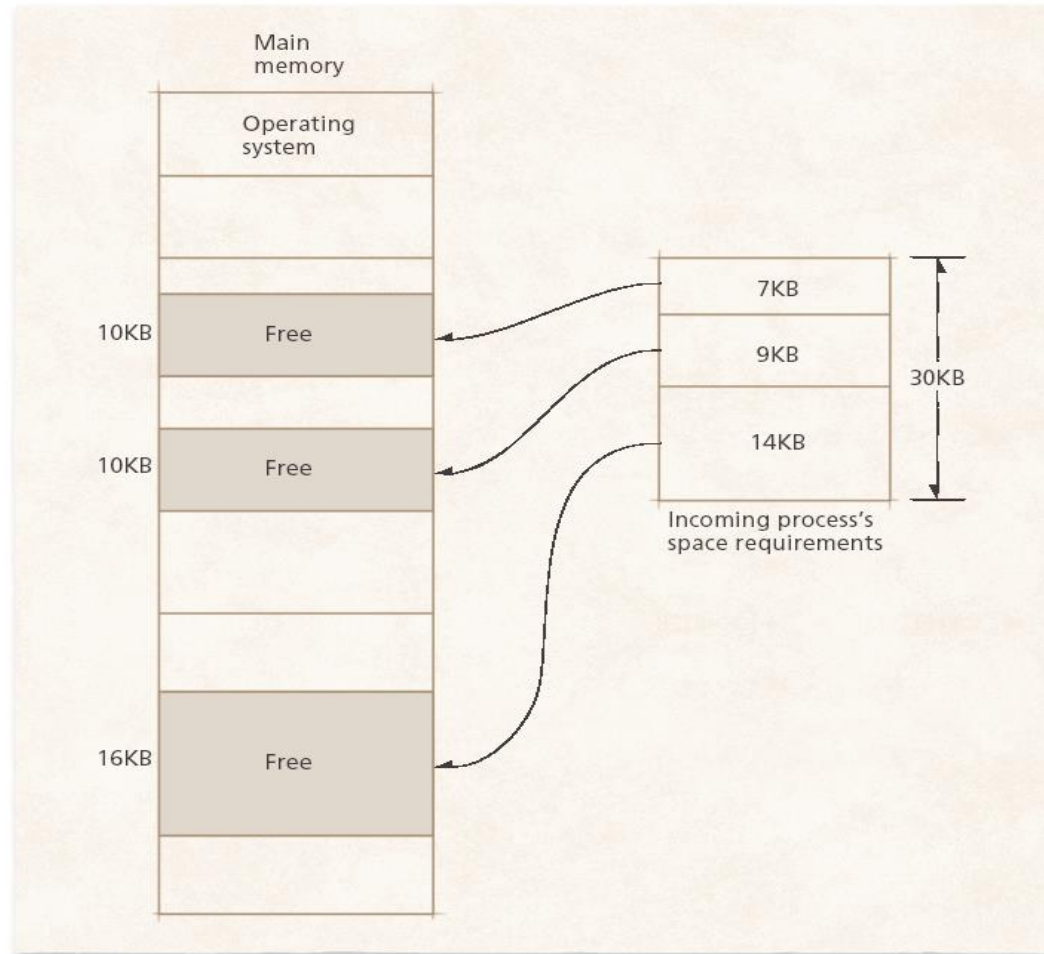 Main
memory
Operating
system
10KB
Free
10KB
Free
16KB
Free
7KB
9KB
14KB
30KB
Incoming process's
space requirements